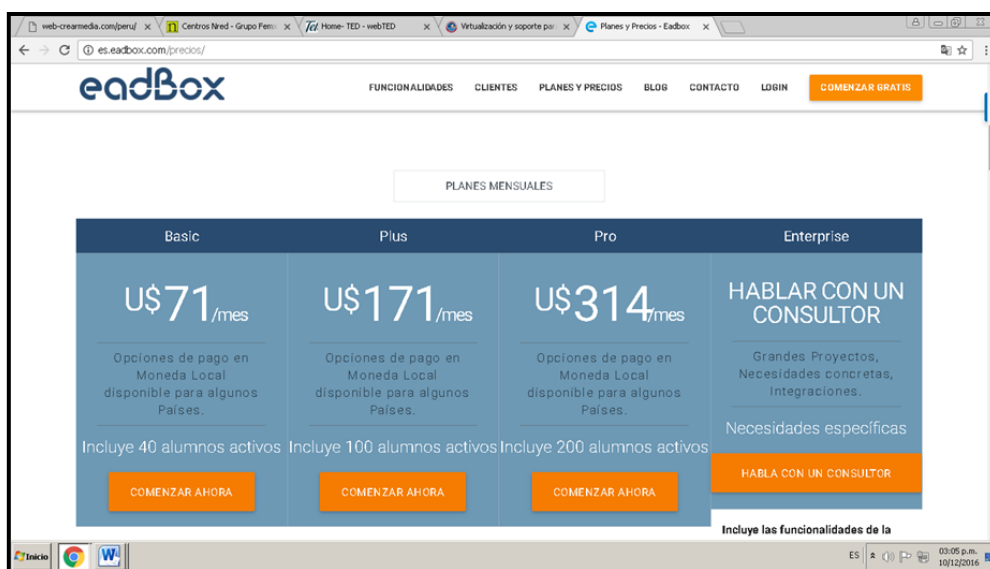 web-crearmedia.com/peru/
Centros Nred - Grupo Feme
Ted Home- TED - webTED
Virtualización y soporte par
Planes y Precios - Eadbox
es.eadbox.com/precios/
eadBox
FUNCIONALIDADES CLIENTES PLANES Y PRECIOS BLOG CONTACTO LOGIN COMENZAR GRATIS
PLANES MENSUALES
Basic Plus Pro Enterprise
U$71/mes U$171/mes U$314/mes HABLAR CON UN
CONSULTOR
Opciones de pago en
Moneda Local
disponible para algunos
Países.
Opciones de pago en
Moneda Local
disponible para algunos
Países.
Opciones de pago en
Moneda Local
disponible para algunos
Países.
Grandes Proyectos,
Necesidades concretas,
Integraciones.
Incluye 40 alumnos activos Incluye 100 alumnos activos Incluye 200 alumnos activos Necesidades específicas
COMENZAR AHORA COMENZAR AHORA COMENZAR AHORA HABLA CON UN CONSULTOR
Incluye las funcionalidades de la
Inicio
ES
03:05 p.m.
10/12/2016